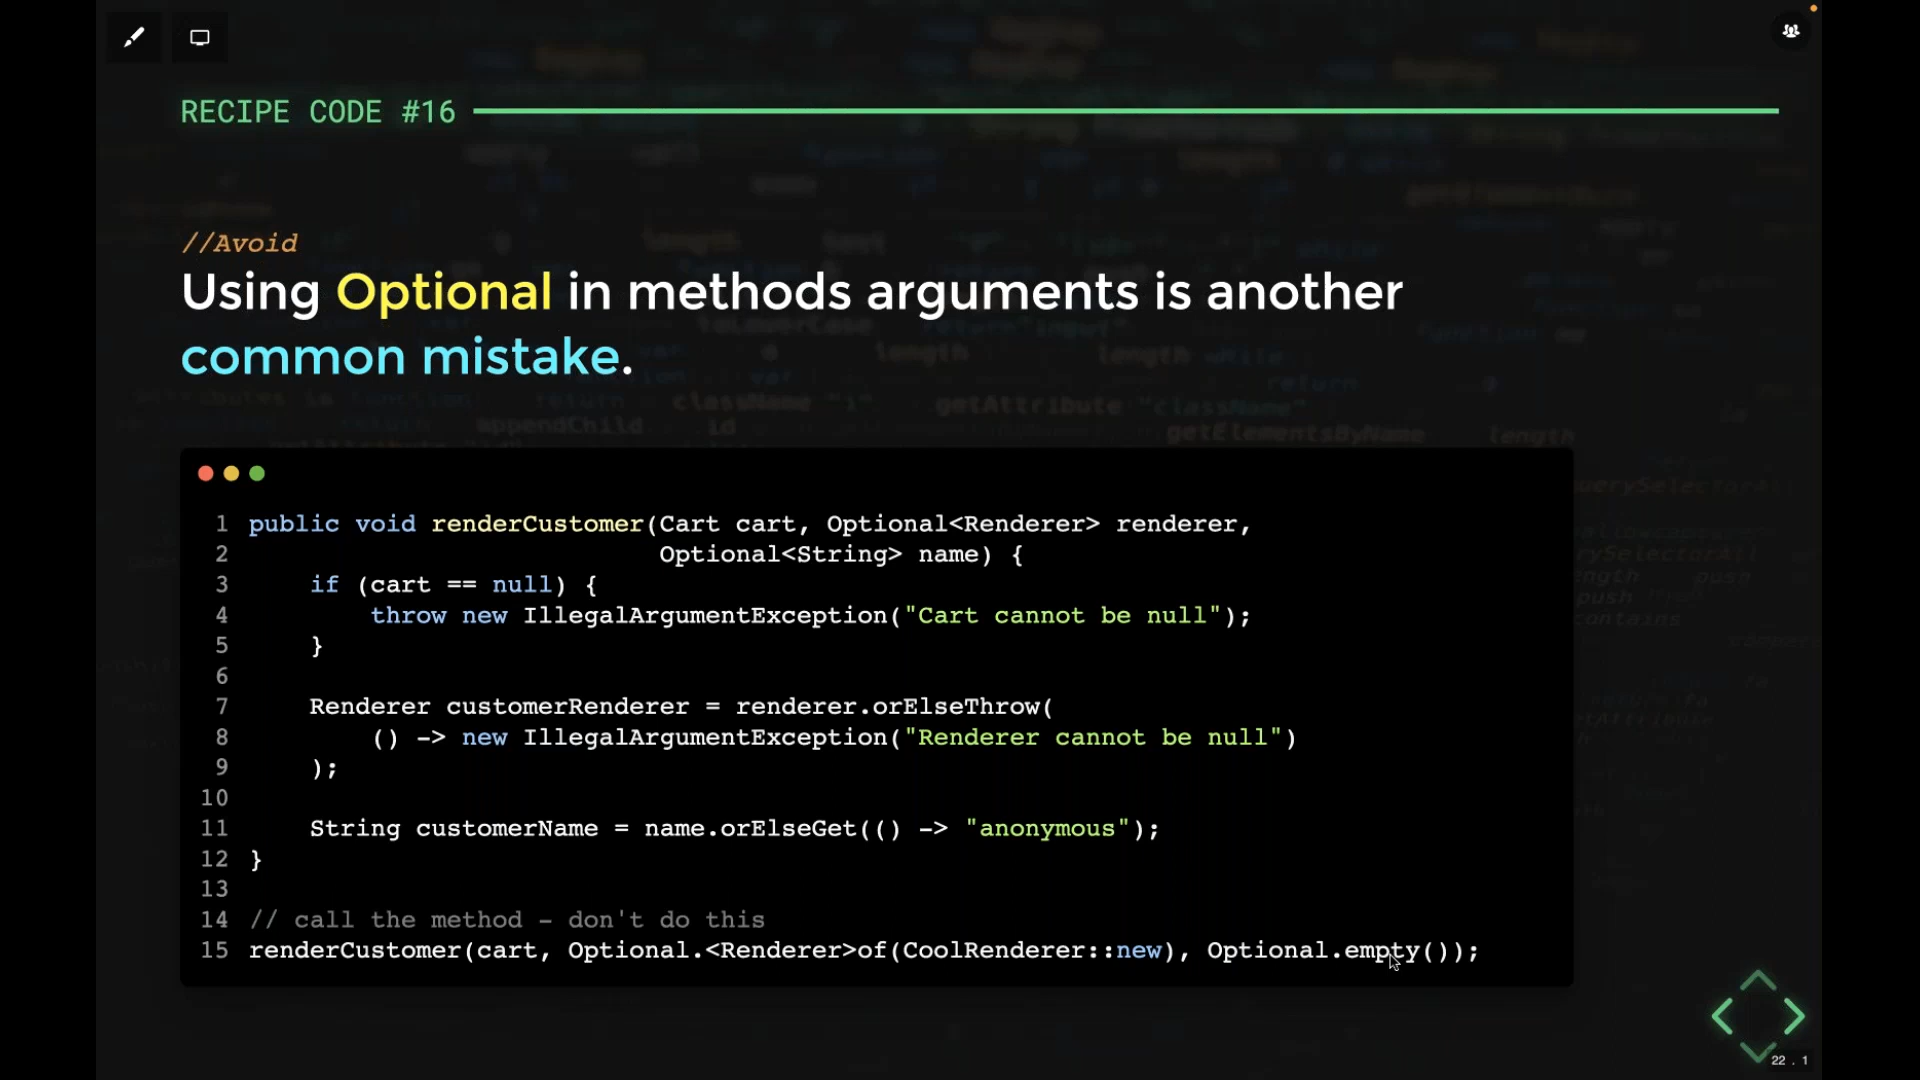 RECIPE CODE #16
//Avoid
Using Optional in methods arguments is another
common mistake.
1 public void renderCustomer(Cart cart, Optional<Renderer> renderer,
2 Optional<String> name) {
3 if (cart == null) {
4 throw new IllegalArgumentException("Cart cannot be null");
5 }
6
7 Renderer customerRenderer = renderer.orElseThrow(
8 () -> new IllegalArgumentException("Renderer cannot be null")
9 );
10
11 String customerName = name.orElseGet(() -> "anonymous");
12 }
13
14 // call the method – don't do this
15 renderCustomer(cart, Optional.<Renderer>of(CoolRenderer::new), Optional.empty());
22 . 1